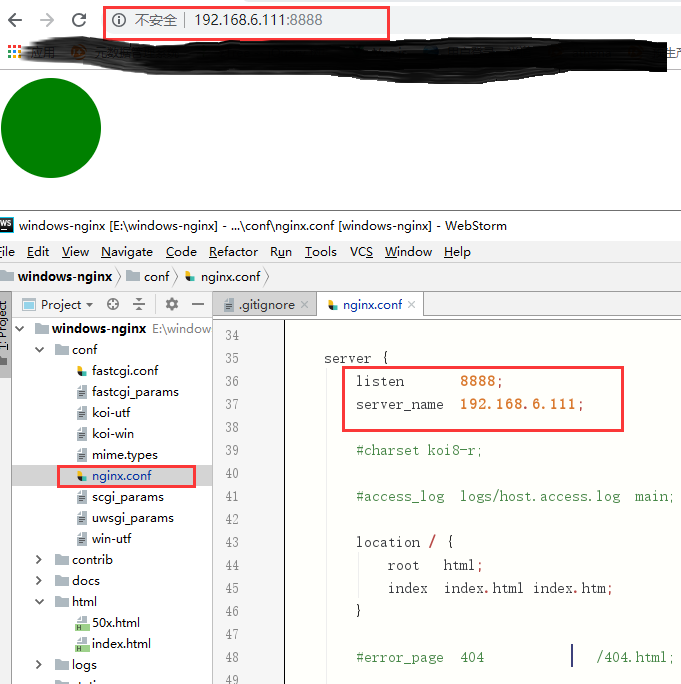 不安全 192.168.6.111:8888
应用
windows-nginx [E:\windows-nginx] - ...\conf\nginx.conf [windows-nginx] - WebStorm
File Edit View Navigate Code Refactor Run Tools VCS Window Help
windows-nginx conf nginx.conf
1: Project
Project
.gitignore
nginx.conf
windows-nginx E:\window
conf
fastcgi.conf
fastcgi_params
koi-utf
koi-win
mime.types
nginx.conf
scgi_params
uwsgi_params
win-utf
contrib
docs
html
50x.html
index.html
logs
34
35 server {
36 listen 8888;
37 server_name 192.168.6.111;
38
39 #charset koi8-r;
40
41 #access_log logs/host.access.log main;
42
43 location / {
44 root html;
45 index index.html index.htm;
46 }
47
48 #error_page 404 /404.html;
49